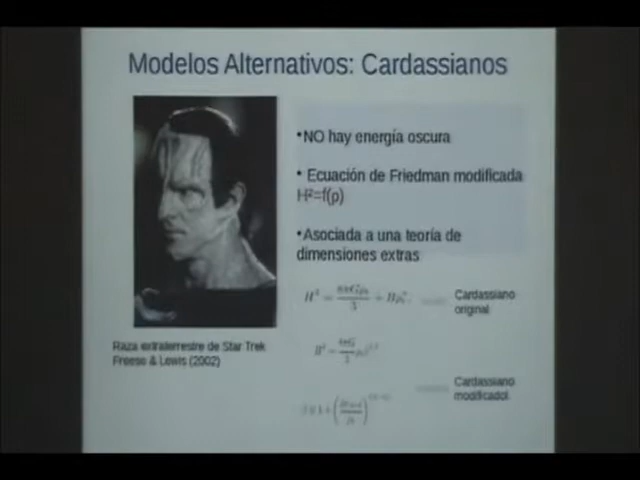 Modelos Alternativos: Cardassianos
•NO hay energía oscura
• Ecuación de Friedman modificada
H²=f(ρ)
•Asociada a una teoría de
dimensiones extras
Cardassiano
original
Raza extraterrestre de Star Trek
Freese & Lewis (2002)
Cardassiano
modificadol